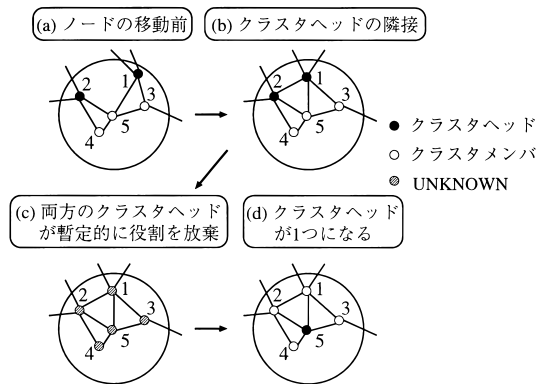 (a) ノードの移動前
(b) クラスタヘッドの隣接
2
1
3
4
5
2
1
3
4
5
● クラスタヘッド
○ クラスタメンバ
UNKNOWN
(c) 両方のクラスタヘッド
が暫定的に役割を放棄
(d) クラスタヘッド
が1つになる
2
1
3
4
5
2
1
3
4
5